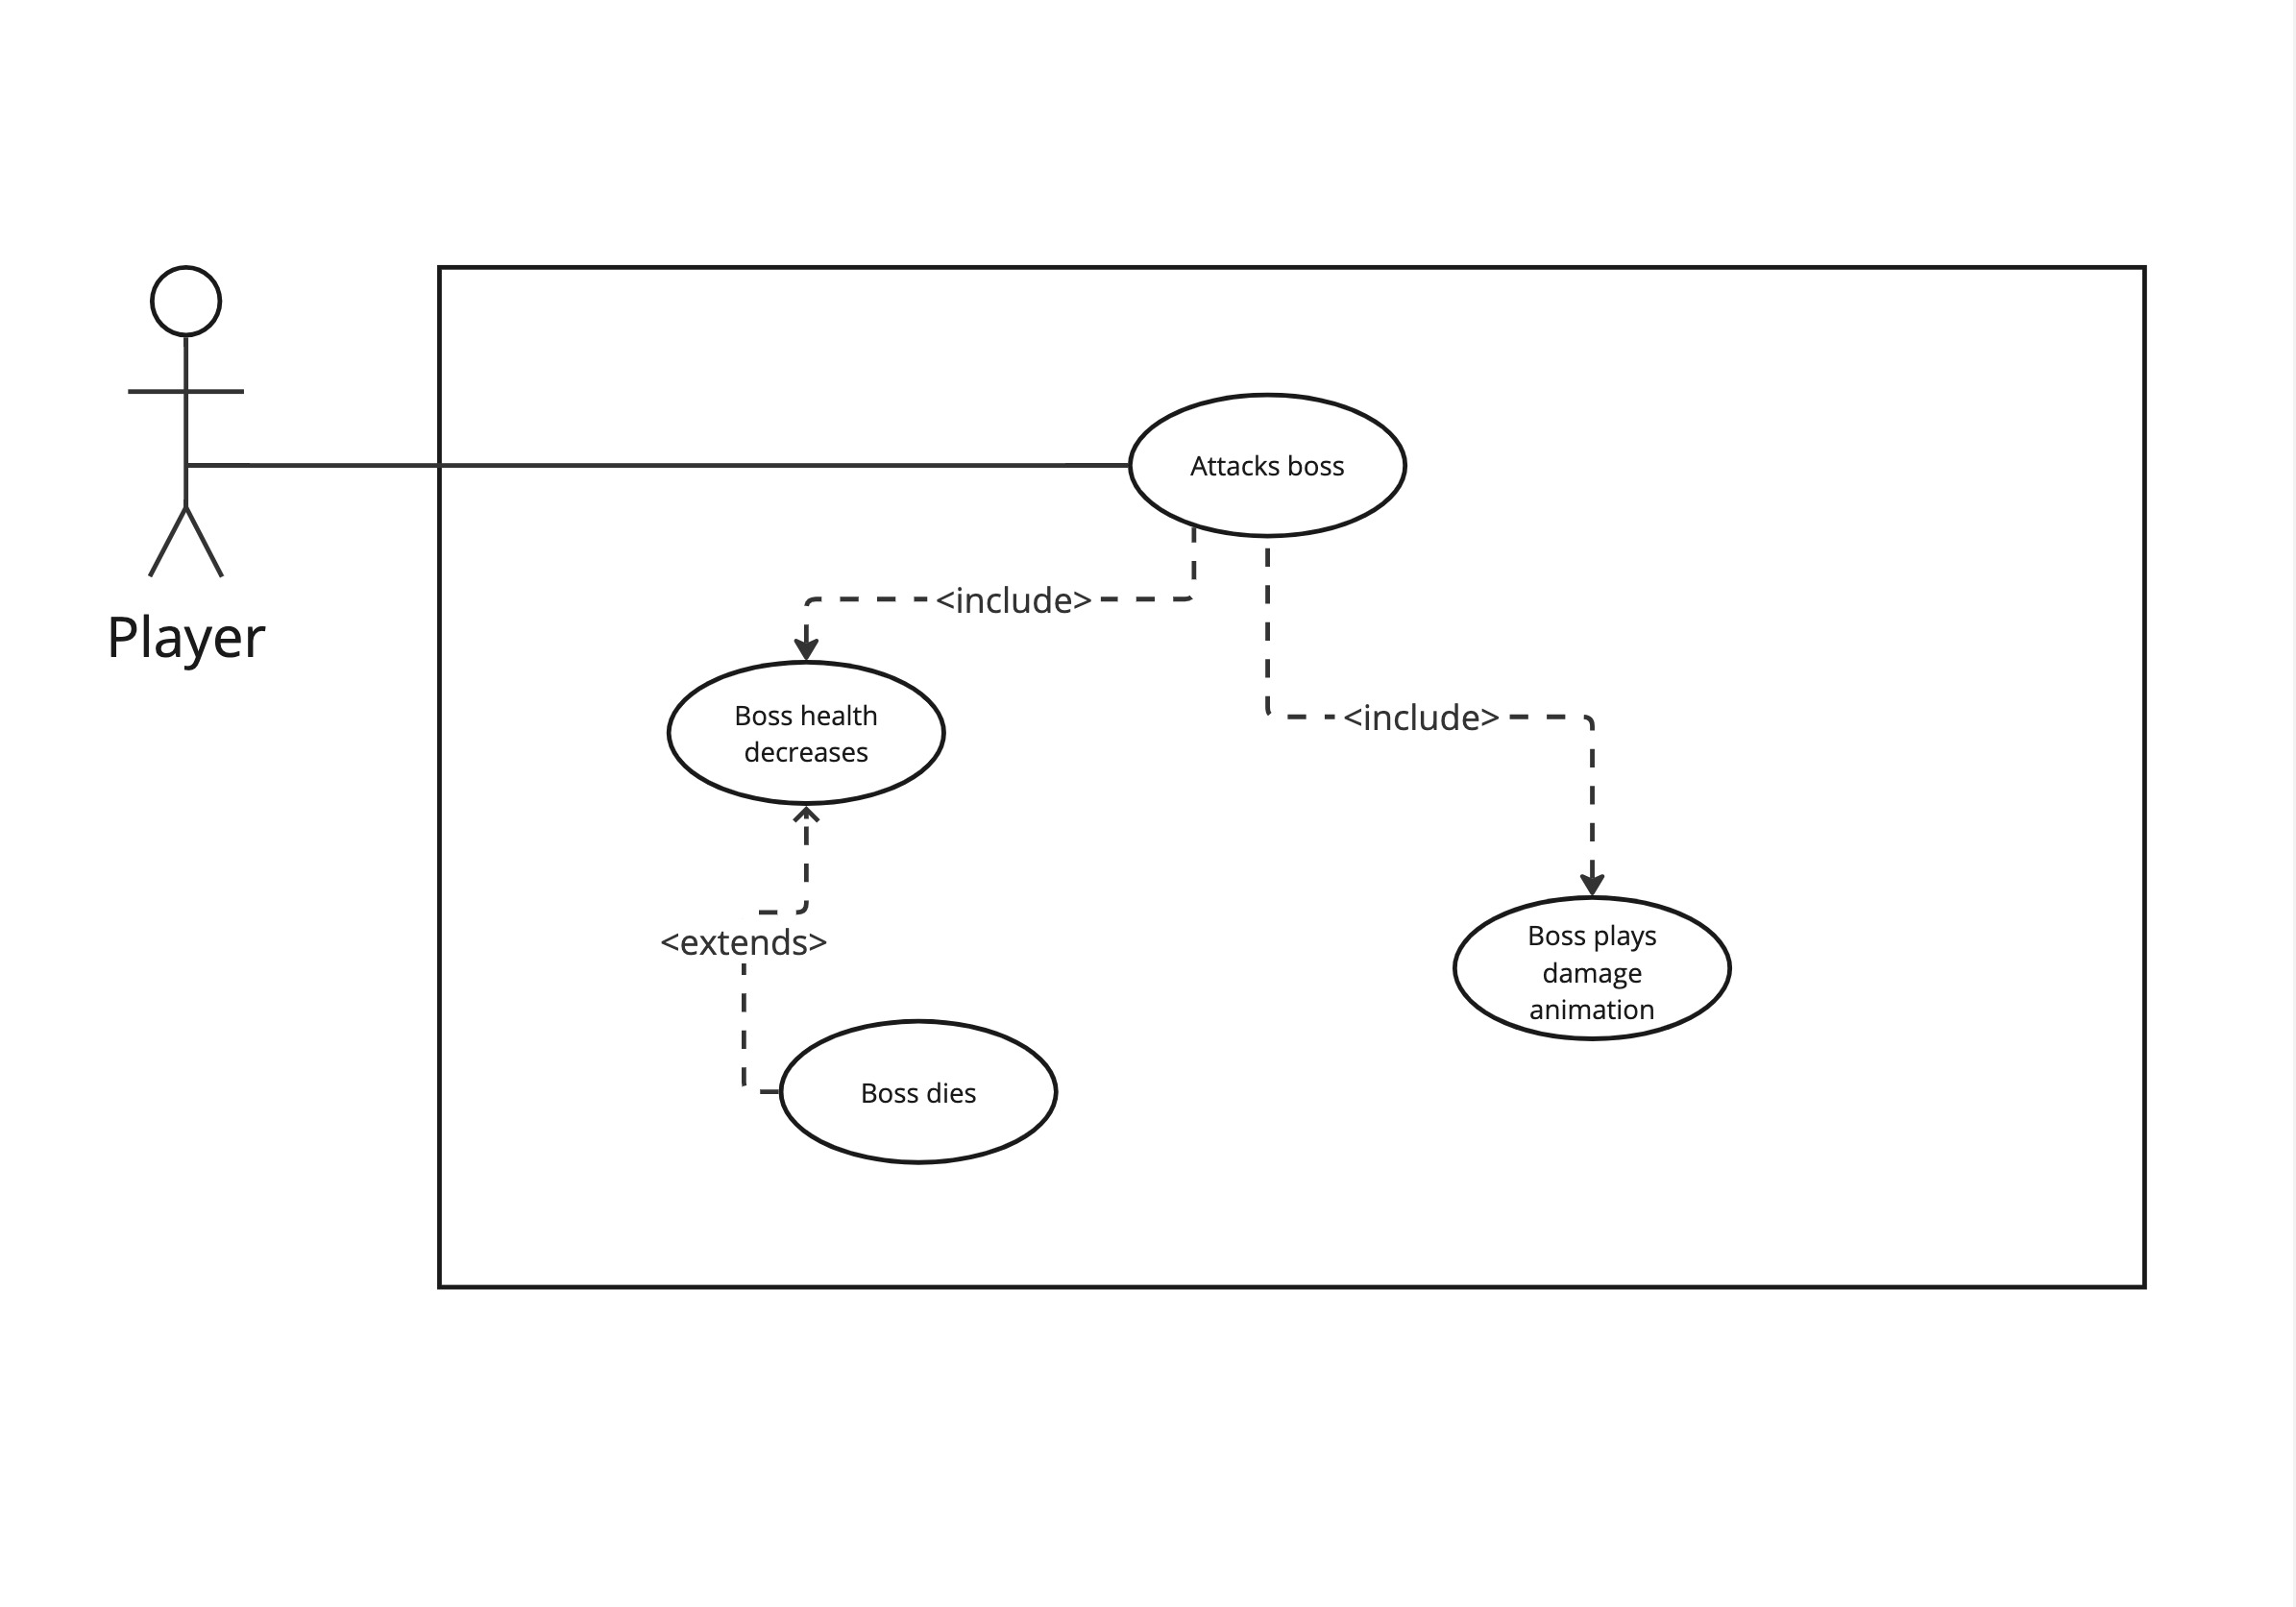 Attacks boss
<include>
Player
Boss health
decreases
<include>
<extends>
Boss plays
damage
animation
Boss dies